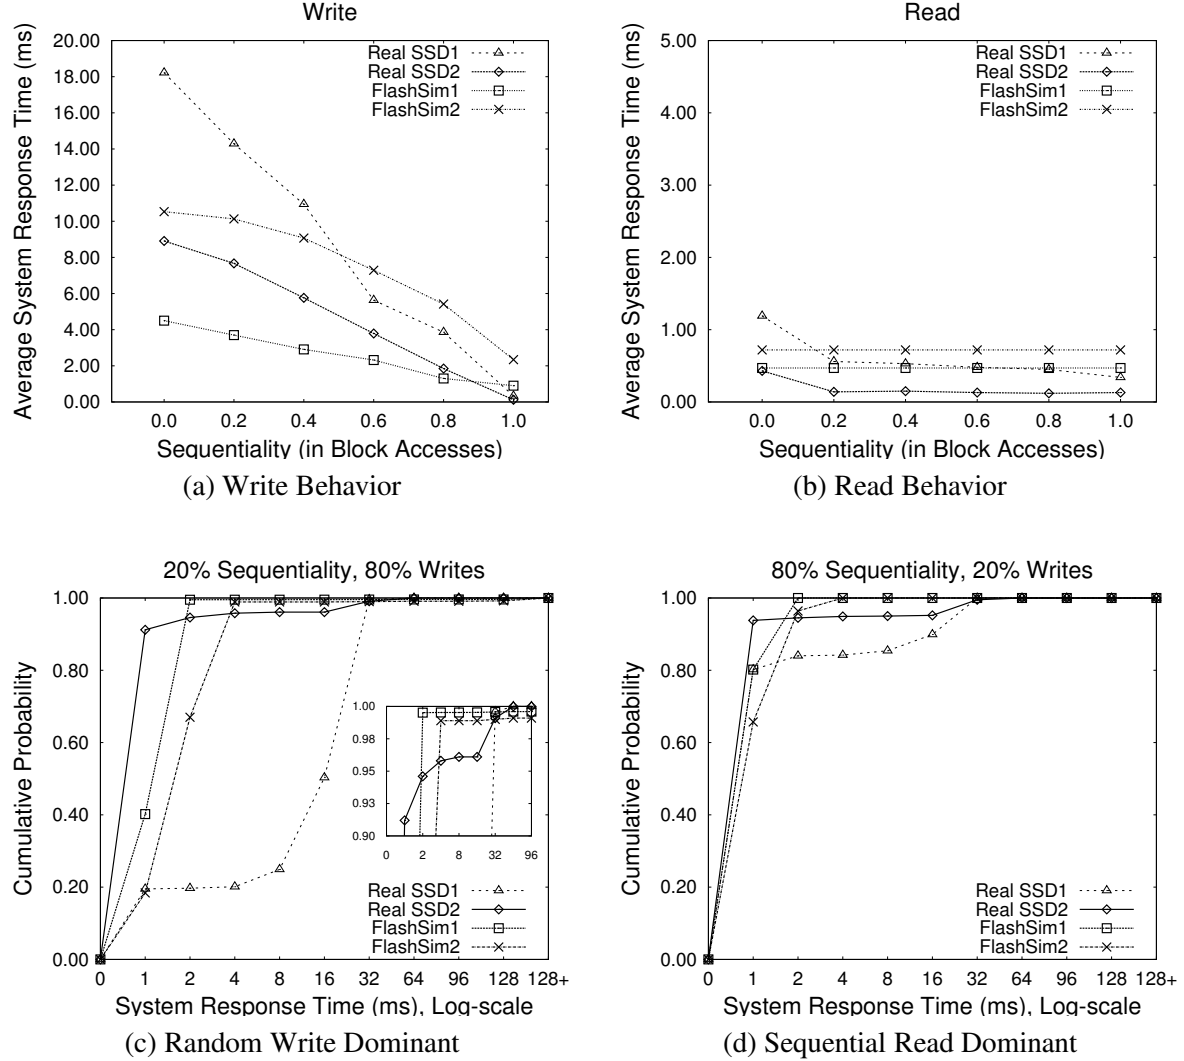 Write
Average System Response Time (ms)
20.00
18.00
16.00
14.00
12.00
10.00
8.00
6.00
4.00
2.00
0.00
Real SSD1
Real SSD2
FlashSim1
FlashSim2
0.0 0.2 0.4 0.6 0.8 1.0
Sequentiality (in Block Accesses)
(a) Write Behavior
Read
Average System Response Time (ms)
5.00
4.00
3.00
2.00
1.00
0.00
Real SSD1
Real SSD2
FlashSim1
FlashSim2
0.0 0.2 0.4 0.6 0.8 1.0
Sequentiality (in Block Accesses)
(b) Read Behavior
20% Sequentiality, 80% Writes
Cumulative Probability
1.00
0.80
0.60
0.40
0.20
0.00
1.00
0.98
0.95
0.93
0.90
0 2 8 32 96
Real SSD1
Real SSD2
FlashSim1
FlashSim2
0 1 2 4 8 16 32 64 96 128 128+
System Response Time (ms), Log-scale
(c) Random Write Dominant
80% Sequentiality, 20% Writes
Cumulative Probability
1.00
0.80
0.60
0.40
0.20
0.00
Real SSD1
Real SSD2
FlashSim1
FlashSim2
0 1 2 4 8 16 32 64 96 128 128+
System Response Time (ms), Log-scale
(d) Sequential Read Dominant